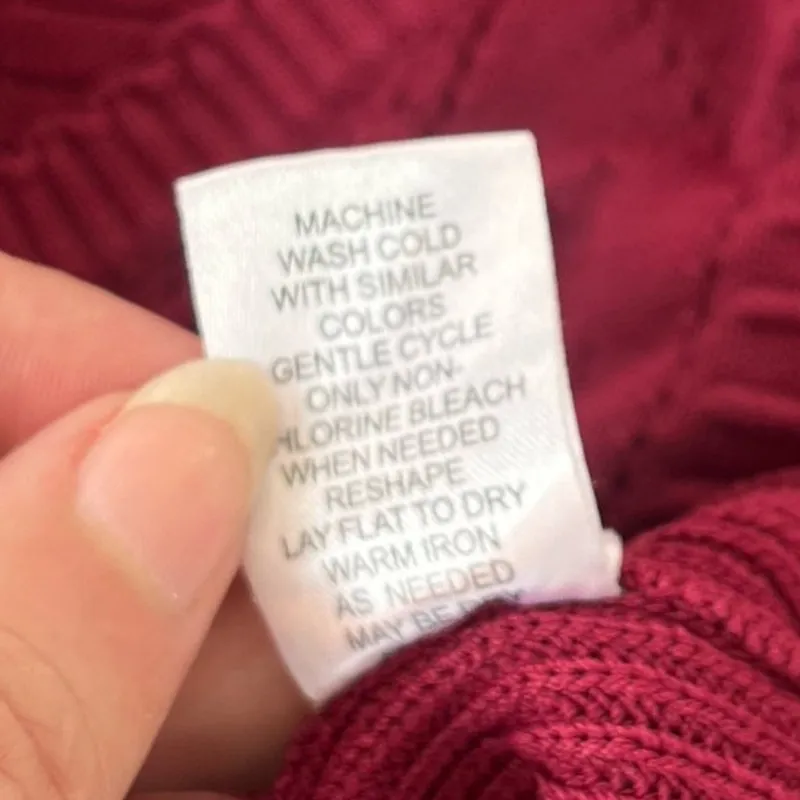 MACHINE
WASH COLD
WITH SIMILAR
COLORS
GENTLE CYCLE
ONLY NON-
HLORINE BLEACH
WHEN NEEDED
RESHAPE
LAY FLAT TO DRY
WARM IRON
AS NEEDED
MAY BE